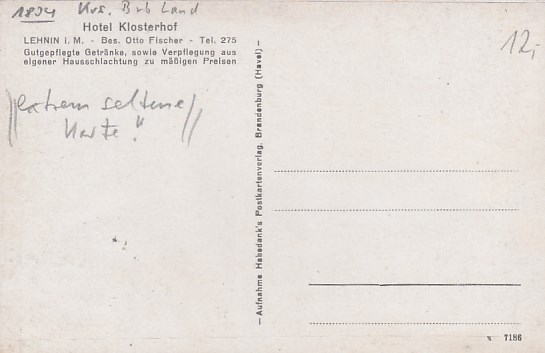 1834 Krs. Brb Land
12,-
Hotel Klosterhof
LEHNIN i. M. - Bes. Otto Fischer - Tel. 275
Gutgepflegte Getränke, sowie Verpflegung aus
eigener Hausschlachtung zu mäßigen Preisen
//extrem seltene
Karte."//
—Aufnahme Habedank's Postkartenverlag, Brandenburg (Havel)—
7186